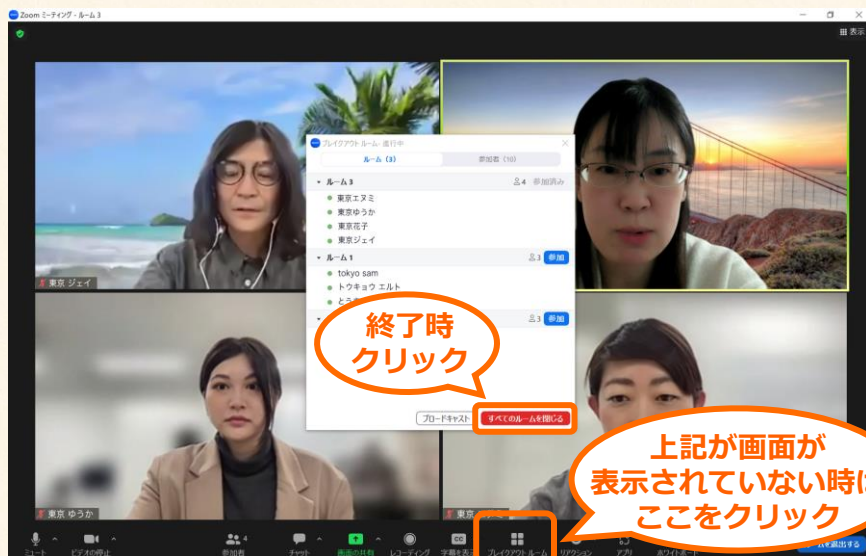 Zoom ミーティング - ルーム 3
表示
ブレイクアウト ルーム - 進行中
ルーム (3)
参加者 (10)
ルーム 3
4 参加済み
東京エヌミ
東京ゆうか
東京花子
東京ジェイ
ルーム 1
3 参加
tokyo sam
トウキョウ エルト
3 参加
終了時
クリック
ブロードキャスト
すべてのルームを閉じる
東京 ジェイ
東京 ゆうか
東京
上記が画面が
表示されていない時は
ここをクリック
ミュート
ビデオの停止
参加者
4
チャット
画面の共有
レコーディング
CC
字幕を表示
ブレイクアウト ルーム
リアクション
アプリ
ホワイトボード
ムを退出する